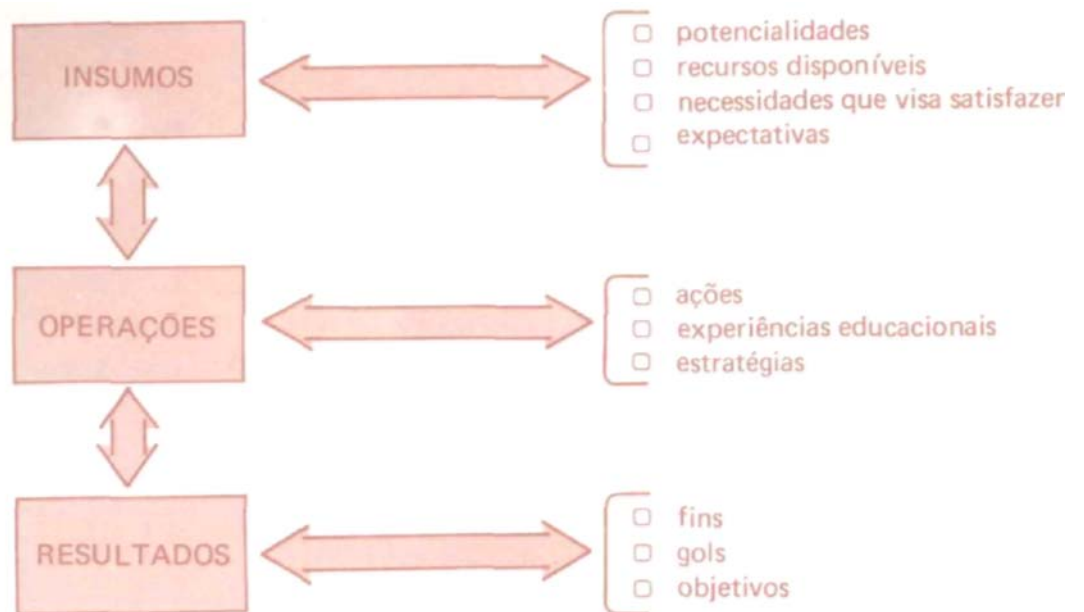 INSUMOS
potencialidades
recursos disponíveis
necessidades que visa satisfazer
expectativas
OPERAÇÕES
ações
experiências educacionais
estratégias
RESULTADOS
fins
gols
objetivos